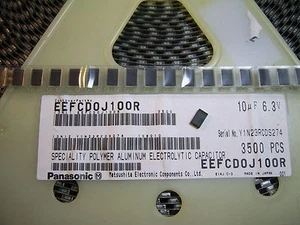 EEFCD0J100R
10μF 6.3V
Serial No. Y1N23RCDS274
3500 PCS
SPECIALITY POLYMER ALUMINUM ELECTROLYTIC CAPACITOR
EEFCD0J100R
Panasonic
Matsushita Electronic Components Co., Ltd.
MADE IN JAPAN